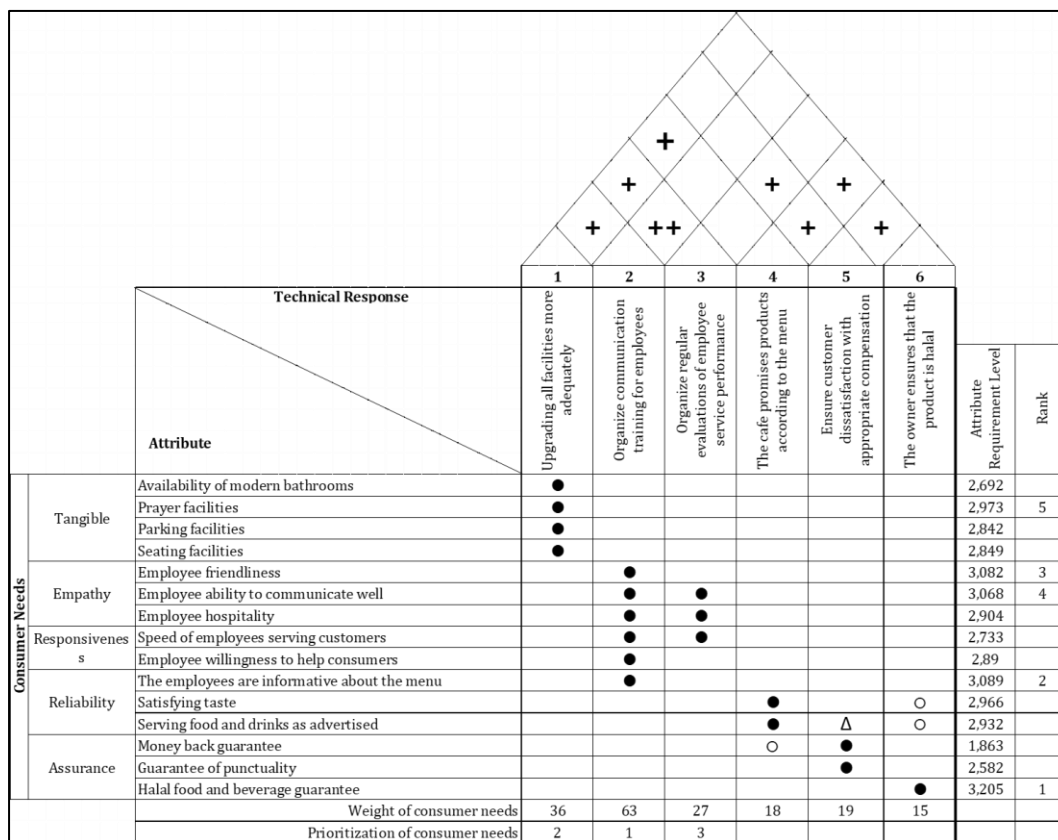 +
+ + +
+ ++ + +
1 2 3 4 5 6
Technical Response
Attribute
Upgrading all facilities more
adequately
Organize communication
training for employees
Organize regular
evaluations of employee
service performance
The cafe promises products
according to the menu
Ensure customer
dissatisfaction with
appropriate compensation
The owner ensures that the
product is halal
Attribute
Requirement Level
Rank
Consumer Needs
Tangible
Availability of modern bathrooms ● 2,692
Prayer facilities ● 2,973 5
Parking facilities ● 2,842
Seating facilities ● 2,849
Empathy
Employee friendliness ● 3,082 3
Employee ability to communicate well ● ● 3,068 4
Employee hospitality ● ● 2,904
Responsivenes
s
Speed of employees serving customers ● ● 2,733
Employee willingness to help consumers ● 2,89
Reliability
The employees are informative about the menu ● 3,089 2
Satisfying taste ● ○ 2,966
Serving food and drinks as advertised ● Δ ○ 2,932
Assurance
Money back guarantee ○ ● 1,863
Guarantee of punctuality ● 2,582
Halal food and beverage guarantee ● 3,205 1
Weight of consumer needs 36 63 27 18 19 15
Prioritization of consumer needs 2 1 3